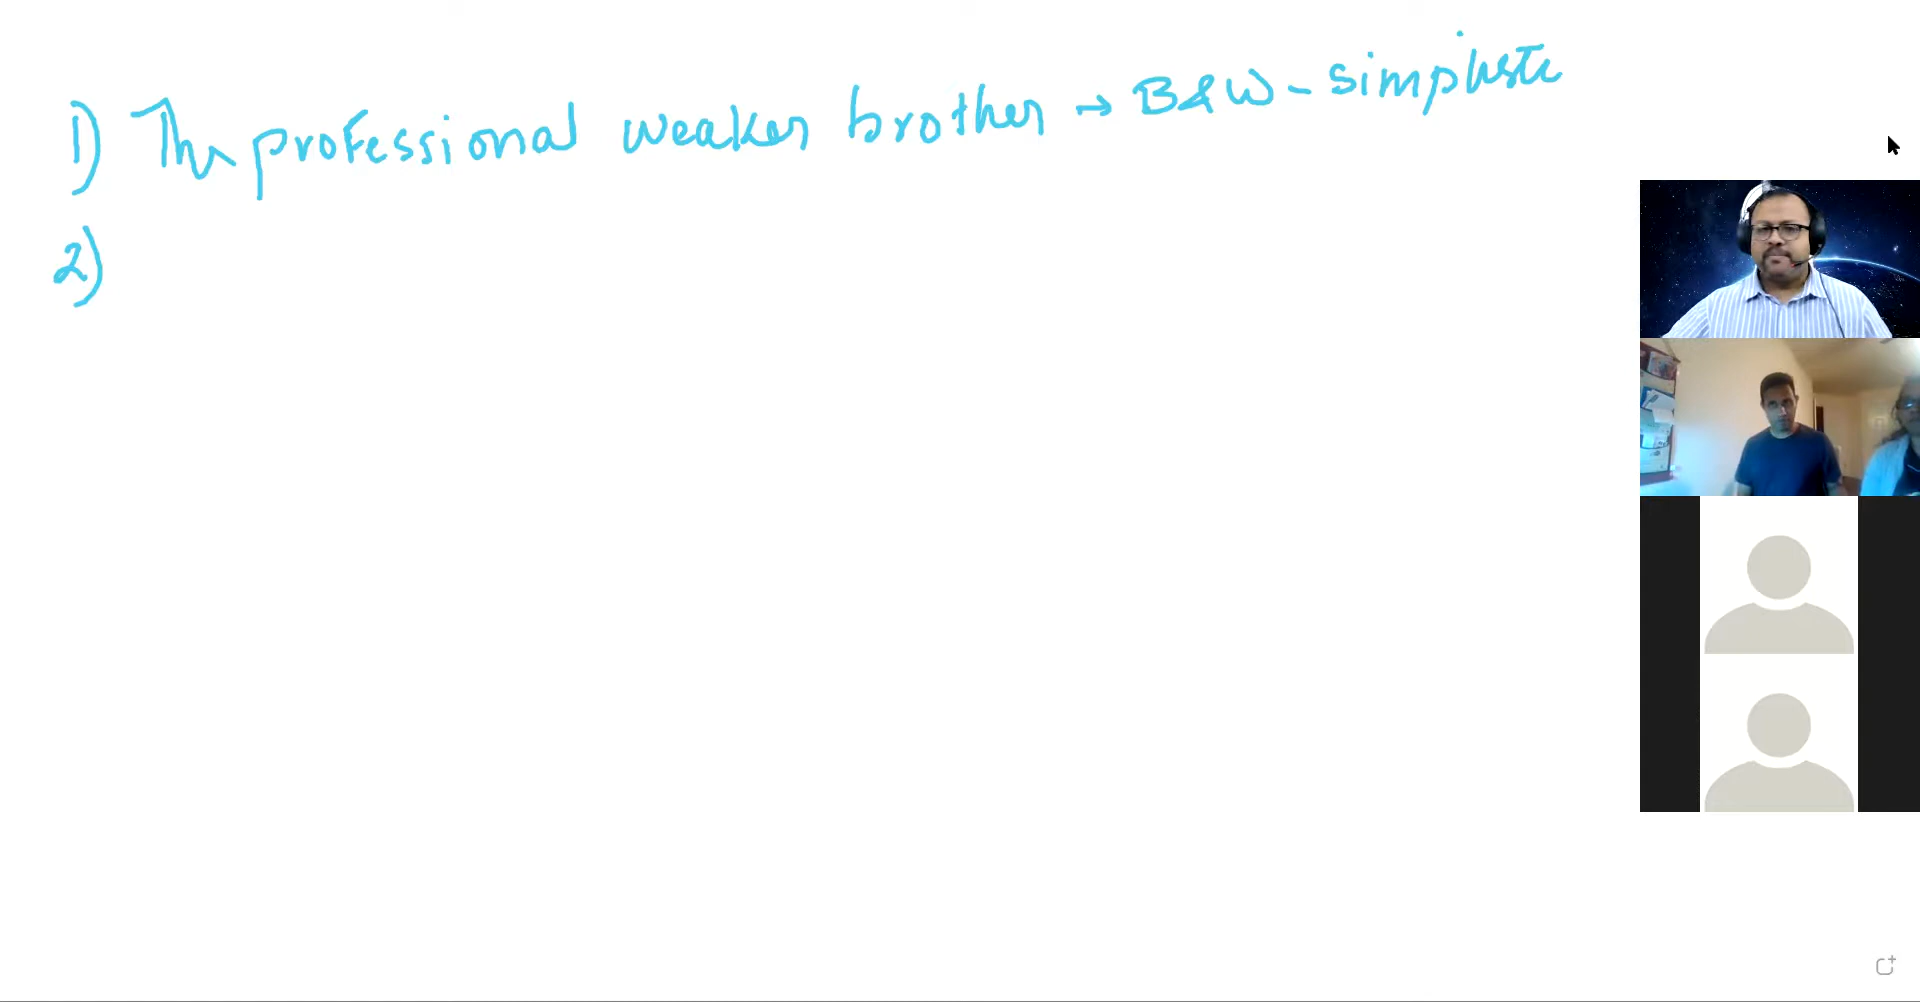 1) The professional weaker brother → B&W - simplistic
2)